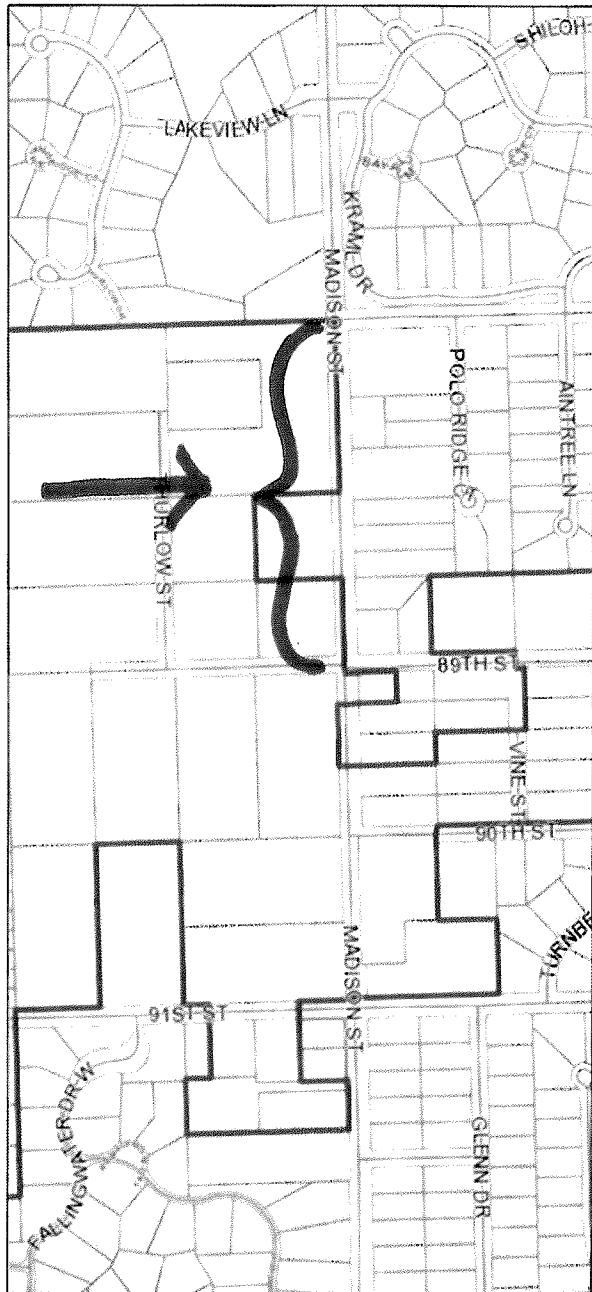 SHILOH
LAKEVIEW LN
KRAML DR
MADISON ST
POLO RIDGE CT
AINTREE LN
THURLOW ST
89TH ST
VINE ST
90TH ST
TURNBE
MADISON ST
91ST ST
FALLINGWATER DR W
GLENN DR